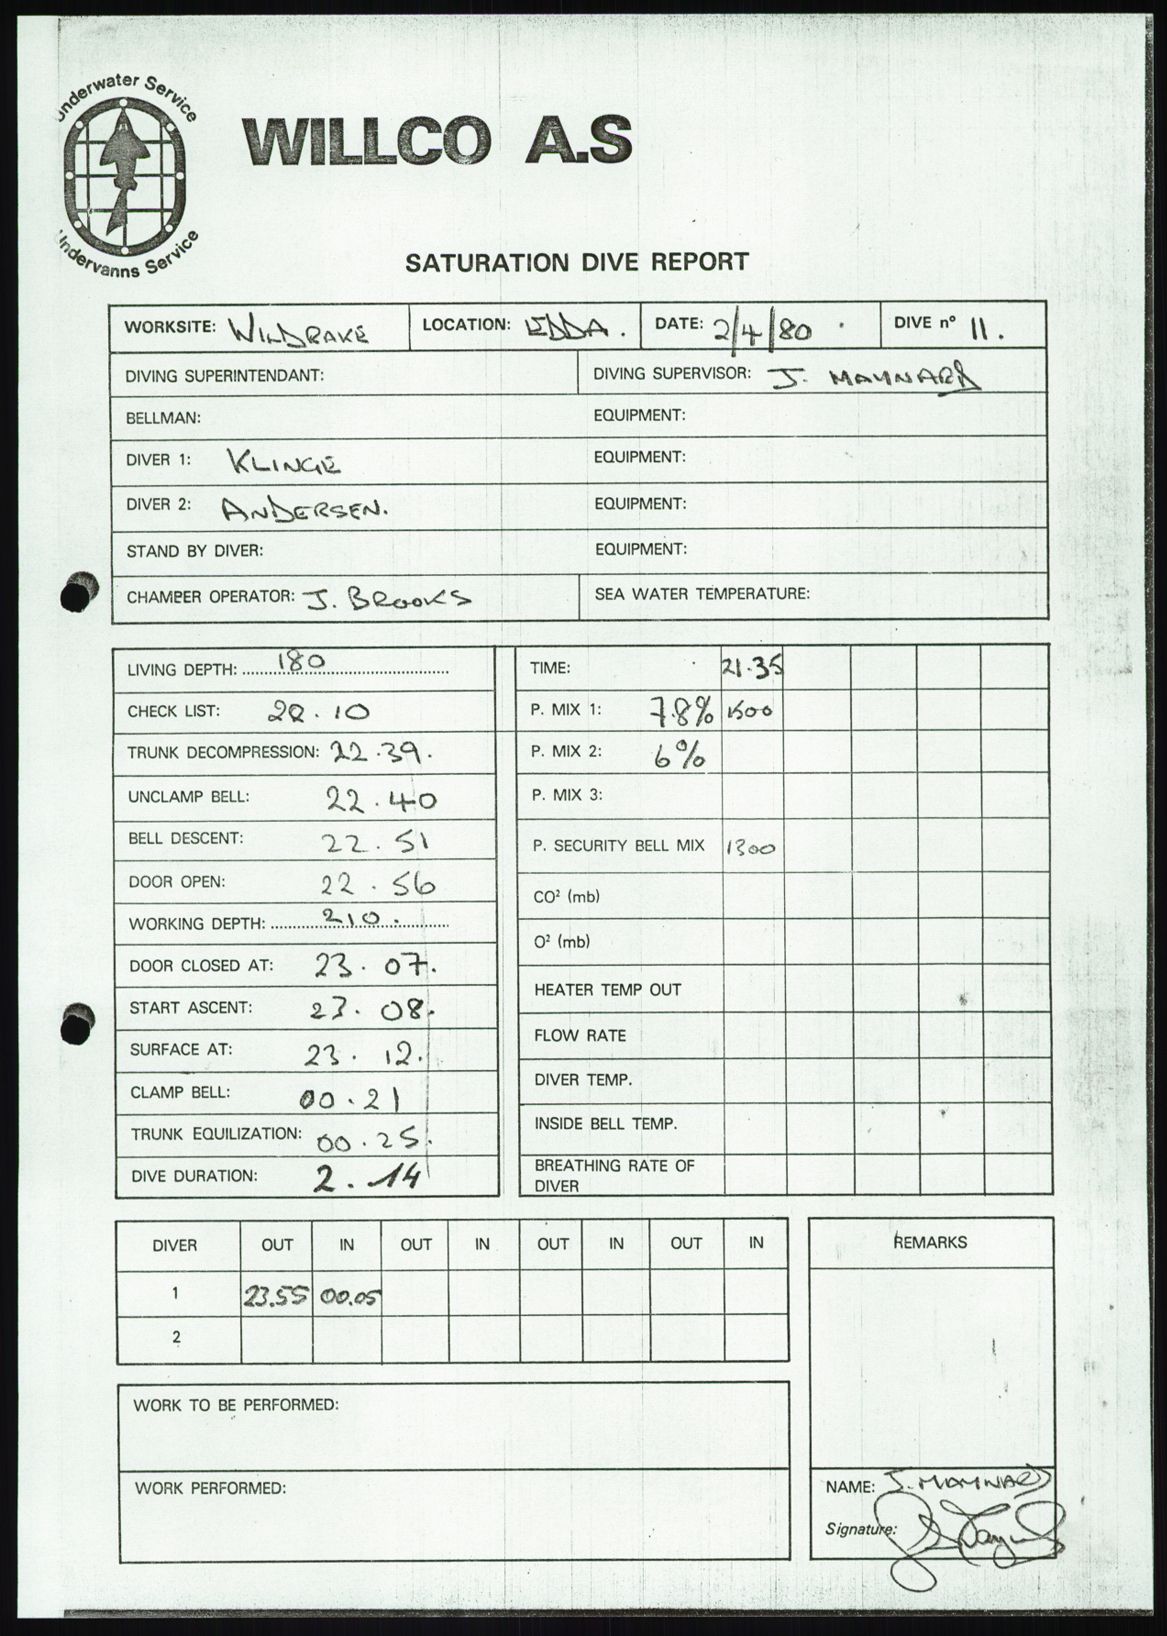 Underwater Service
WILLCO A.S
Undervanns Service
SATURATION DIVE REPORT
WORKSITE: WILDRAKE LOCATION: EDDA. DATE: 2/4/80 DIVE n° 11.
DIVING SUPERINTENDANT: DIVING SUPERVISOR: J. MAYNARD
BELLMAN: EQUIPMENT:
DIVER 1: KLINGE EQUIPMENT:
DIVER 2: ANDERSEN. EQUIPMENT:
STAND BY DIVER: EQUIPMENT:
CHAMBER OPERATOR: J. BROOKS SEA WATER TEMPERATURE:
LIVING DEPTH: 180
CHECK LIST: 22.10
TRUNK DECOMPRESSION: 22.39.
UNCLAMP BELL: 22.40
BELL DESCENT: 22.51
DOOR OPEN: 22.56
WORKING DEPTH: 210.
DOOR CLOSED AT: 23.07.
START ASCENT: 23.08.
SURFACE AT: 23.12.
CLAMP BELL: 00.21
TRUNK EQUILIZATION: 00.25.
DIVE DURATION: 2.14
TIME: 21.35
P. MIX 1: 7.8% 1500
P. MIX 2: 6%
P. MIX 3:
P. SECURITY BELL MIX 1300
CO² (mb)
O² (mb)
HEATER TEMP OUT
FLOW RATE
DIVER TEMP.
INSIDE BELL TEMP.
BREATHING RATE OF
DIVER
DIVER OUT IN OUT IN OUT IN OUT IN
1 23.55 00.05
2
REMARKS
WORK TO BE PERFORMED:
WORK PERFORMED:
NAME: J. MAYNARD
Signature: